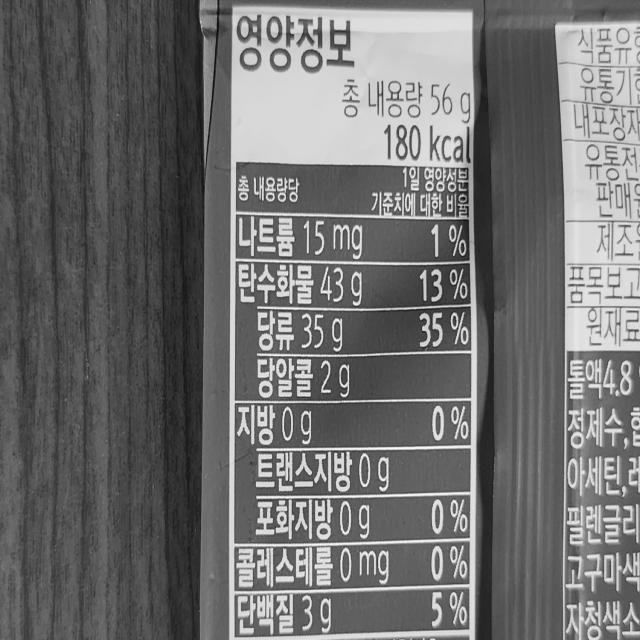 영양정보
총 내용량 56 g
180 kcal
총 내용량당
1일 영양성분
기준치에 대한 비율
나트륨 15 mg 1 %
탄수화물 43 g 13 %
당류 35 g 35 %
당알콜 2 g
지방 0 g 0 %
트랜스지방 0 g
포화지방 0 g 0 %
콜레스테롤 0 mg 0 %
단백질 3 g 5 %
식품유형
유통기한
내포장재
유통전
판매
제조원
품목보고
원재료
톨액4.8
정제수,
아세틴,
필렌글리
고구마색
자청색소